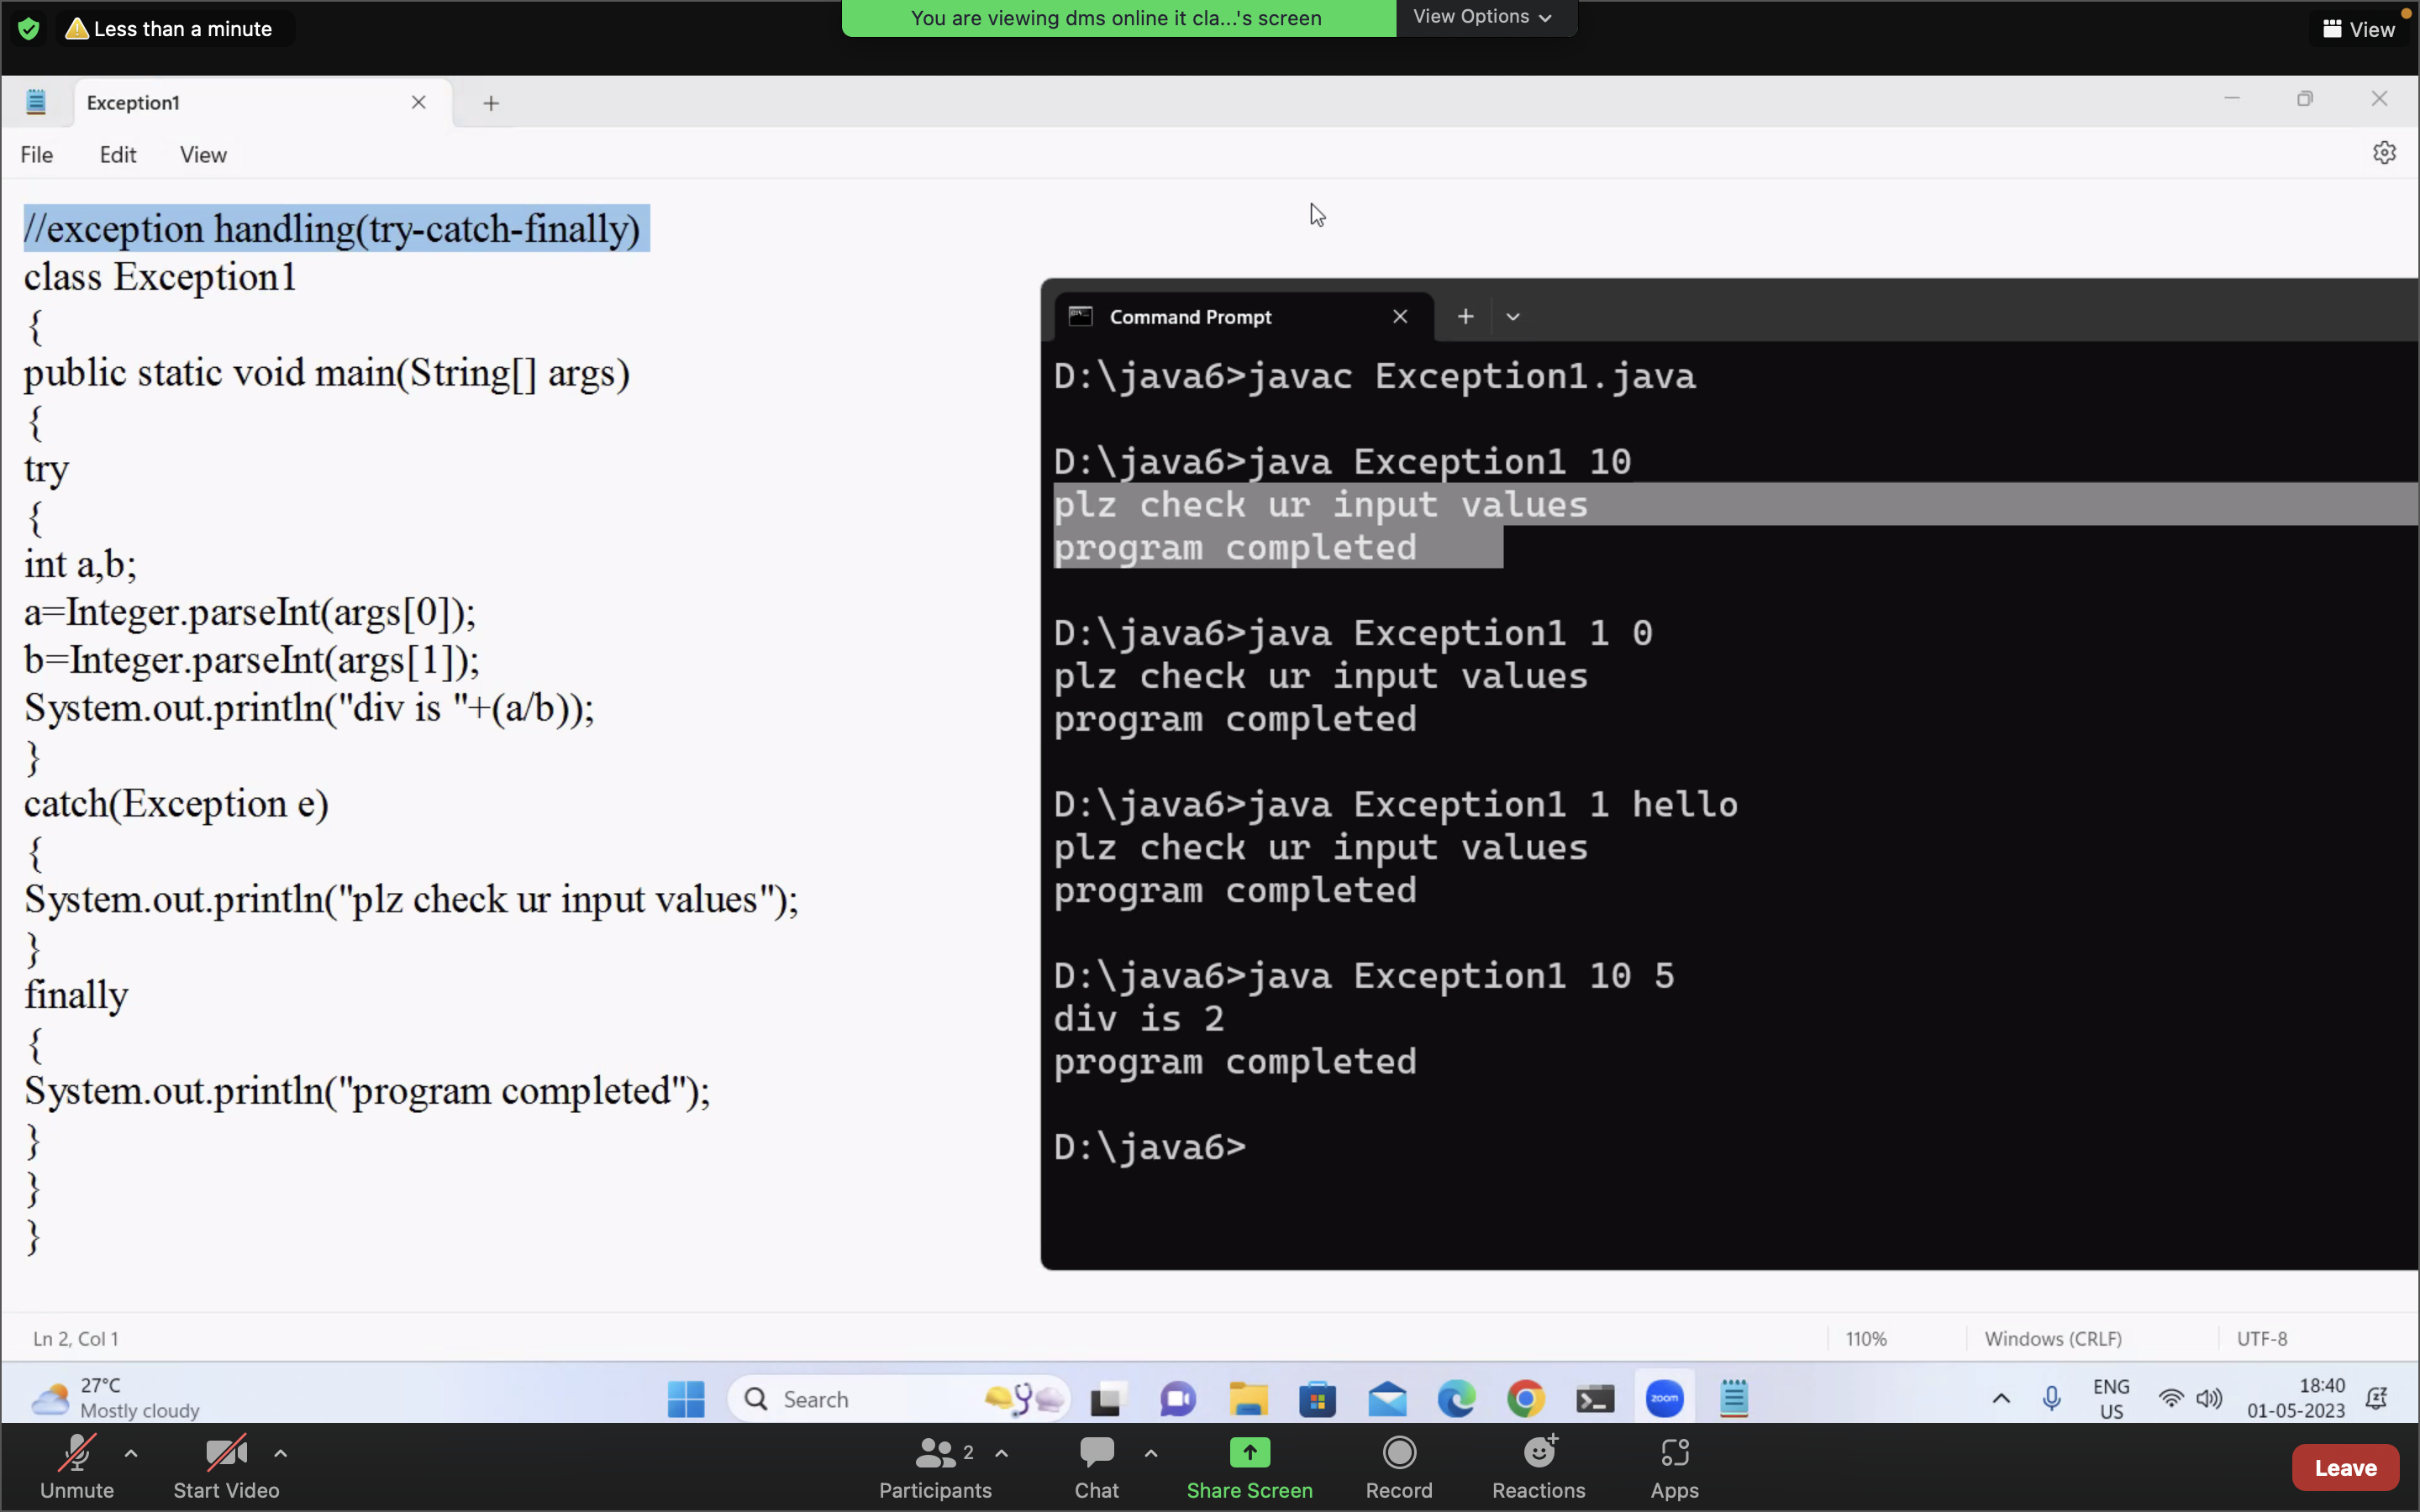 Less than a minute
You are viewing dms online it cla...'s screen
View Options
View
Exception1
File Edit View
//exception handling(try-catch-finally)
class Exception1
{
public static void main(String[] args)
{
try
{
int a,b;
a=Integer.parseInt(args[0]);
b=Integer.parseInt(args[1]);
System.out.println("div is "+(a/b));
}
catch(Exception e)
{
System.out.println("plz check ur input values");
}
finally
{
System.out.println("program completed");
}
}
}
Command Prompt
D:\java6>javac Exception1.java
D:\java6>java Exception1 10
plz check ur input values
program completed
D:\java6>java Exception1 1 0
plz check ur input values
program completed
D:\java6>java Exception1 1 hello
plz check ur input values
program completed
D:\java6>java Exception1 10 5
div is 2
program completed
D:\java6>
Ln 2, Col 1
110%
Windows (CRLF)
UTF-8
27°C
Mostly cloudy
Search
zoom
ENG
US
18:40
01-05-2023
Unmute
Start Video
2
Participants
Chat
Share Screen
Record
Reactions
Apps
Leave